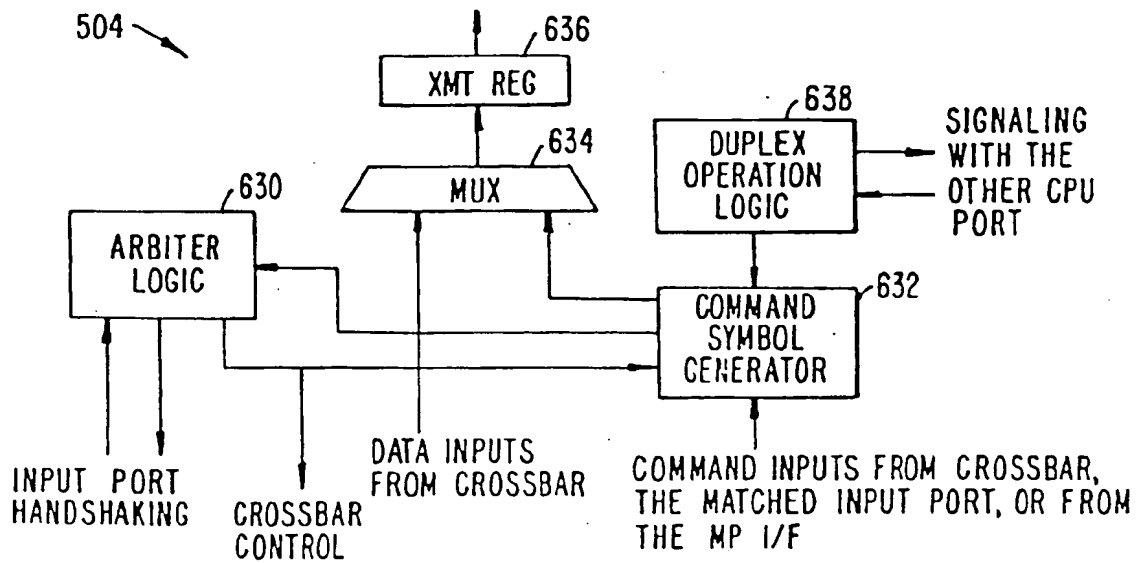 504
636
XMT REG
638
DUPLEX
OPERATION
LOGIC
SIGNALING
WITH THE
OTHER CPU
PORT
634
MUX
630
ARBITER
LOGIC
632
COMMAND
SYMBOL
GENERATOR
INPUT PORT
HANDSHAKING
CROSSBAR
CONTROL
DATA INPUTS
FROM CROSSBAR
COMMAND INPUTS FROM CROSSBAR,
THE MATCHED INPUT PORT, OR FROM
THE MP I/F